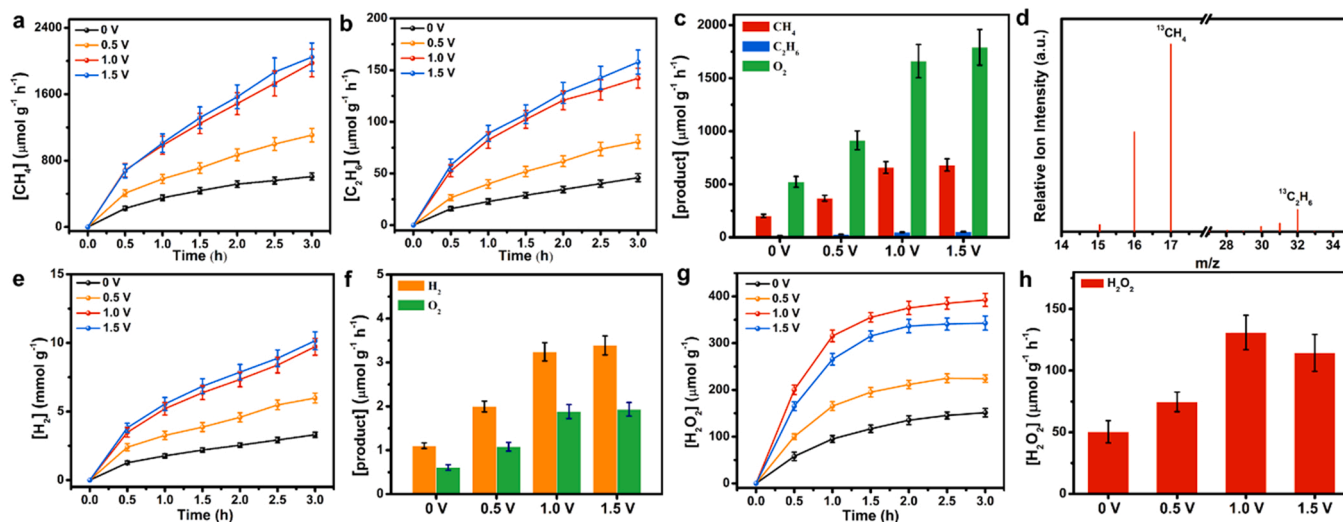 a
[CH₄] (μmol g⁻¹)
2400
1600
800
0
0 V
0.5 V
1.0 V
1.5 V
0.0 0.5 1.0 1.5 2.0 2.5 3.0
Time (h)
b
[C₂H₆] (μmol g⁻¹)
200
150
100
50
0
0 V
0.5 V
1.0 V
1.5 V
0.0 0.5 1.0 1.5 2.0 2.5 3.0
Time (h)
c
[product] (μmol g⁻¹ h⁻¹)
2000
1750
1500
1250
1000
750
500
250
0
CH₄
C₂H₆
O₂
0 V 0.5 V 1.0 V 1.5 V
d
Relative Ion Intensity (a.u.)
¹³CH₄
¹³C₂H₆
14 15 16 17 28 30 32 34
m/z
e
[H₂] (mmol g⁻¹)
15
10
5
0
0 V
0.5 V
1.0 V
1.5 V
0.0 0.5 1.0 1.5 2.0 2.5 3.0
Time (h)
f
[product] (μmol g⁻¹ h⁻¹)
5
4
3
2
1
0
H₂
O₂
0 V 0.5 V 1.0 V 1.5 V
g
[H₂O₂] (μmol g⁻¹)
400
300
200
100
0
0 V
0.5 V
1.0 V
1.5 V
0.0 0.5 1.0 1.5 2.0 2.5 3.0
Time (h)
h
[H₂O₂] (μmol g⁻¹ h⁻¹)
150
100
50
0
H₂O₂
0 V 0.5 V 1.0 V 1.5 V